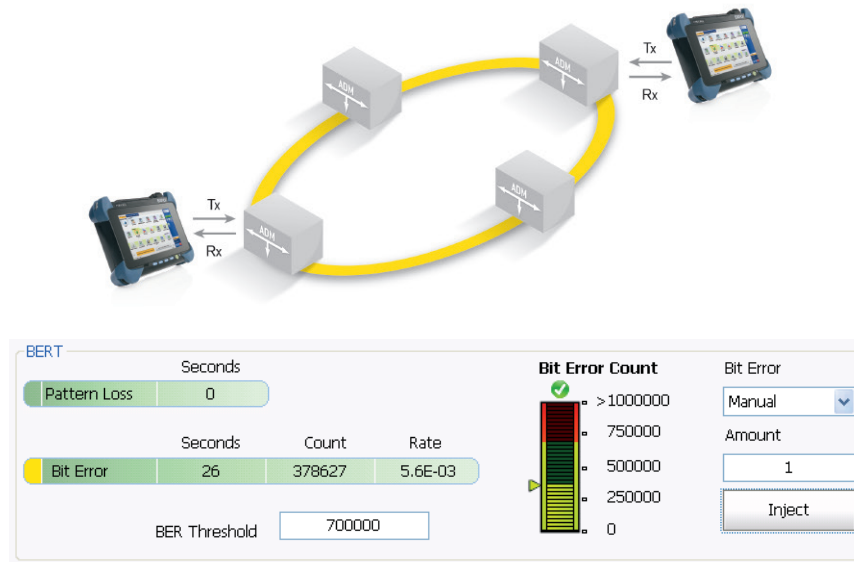 Tx
Rx
ADM
ADM
ADM
Tx
Rx
ADM
BERT
Seconds
Pattern Loss 0
Seconds Count Rate
Bit Error 26 378627 5.6E-03
BER Threshold 700000
Bit Error Count
>1000000
750000
500000
250000
0
Bit Error
Manual
Amount
1
Inject